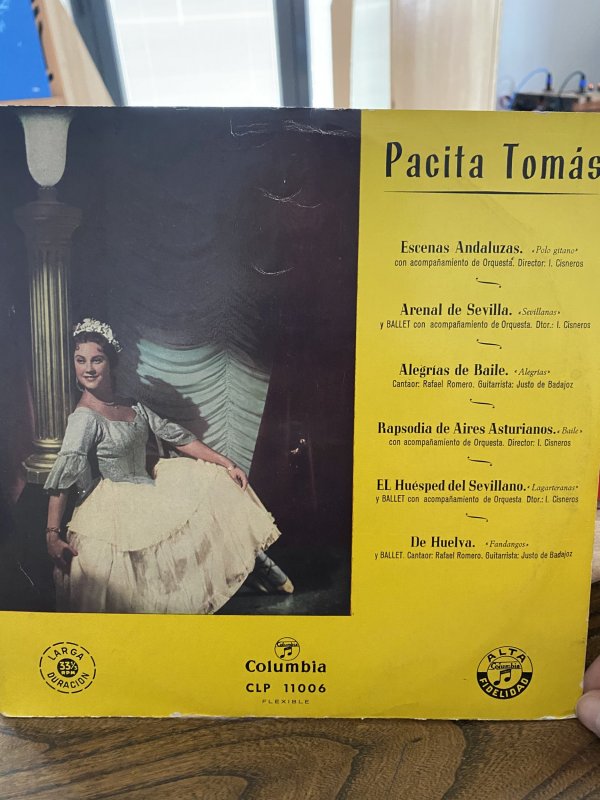 Pacita Tomás
Escenas Andaluzas. «Polo gitano»
con acompañamiento de Orquesta. Director: I. Cisneros
Arenal de Sevilla. «Sevillanas»
y BALLET con acompañamiento de Orquesta. Dtor.: I. Cisneros
Alegrías de Baile. «Alegrías»
Cantaor: Rafael Romero. Guitarrista: Justo de Badajoz
Rapsodia de Aires Asturianos. «Baile»
con acompañamiento de Orquesta. Director: I. Cisneros
EL Huésped del Sevillano. «Lagarteranas»
y BALLET con acompañamiento de Orquesta Dtor.: I. Cisneros
De Huelva. «Fandangos»
y BALLET. Cantaor: Rafael Romero. Guitarrista: Justo de Badajoz
LARGA
33⅓
RPM
DURACION
Columbia
Columbia
CLP 11006
FLEXIBLE
ALTA
Columbia
FIDELIDAD